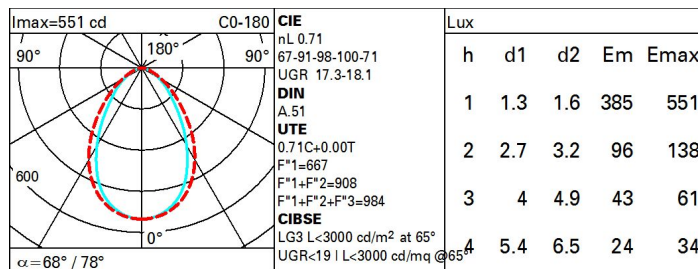 Imax=551 cd C0-180
90° 180° 90°
600
0°
α=68° / 78°
CIE
nL 0.71
67-91-98-100-71
UGR 17.3-18.1
DIN
A.51
UTE
0.71C+0.00T
F"1=667
F"1+F"2=908
F"1+F"2+F"3=984
CIBSE
LG3 L<3000 cd/m² at 65°
UGR<19 | L<3000 cd/mq @65°
Lux
h d1 d2 Em Emax
1 1.3 1.6 385 551
2 2.7 3.2 96 138
3 4 4.9 43 61
4 5.4 6.5 24 34